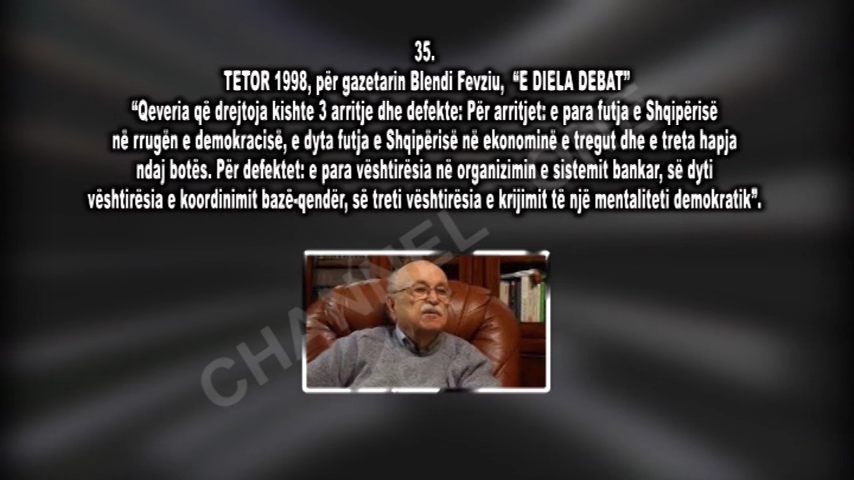 35.
TETOR 1998, për gazetarin Blendi Fevziu, “E DIELA DEBAT”
“Qeveria që drejtoja kishte 3 arritje dhe defekte: Për arritjet: e para futja e Shqipërisë
në rrugën e demokracisë, e dyta futja e Shqipërisë në ekonominë e tregut dhe e treta hapja
ndaj botës. Për defektet: e para vështirësia në organizimin e sistemit bankar, së dyti
vështirësia e koordinimit bazë-qendër, së treti vështirësia e krijimit të një mentaliteti demokratik”.
CHANNEL